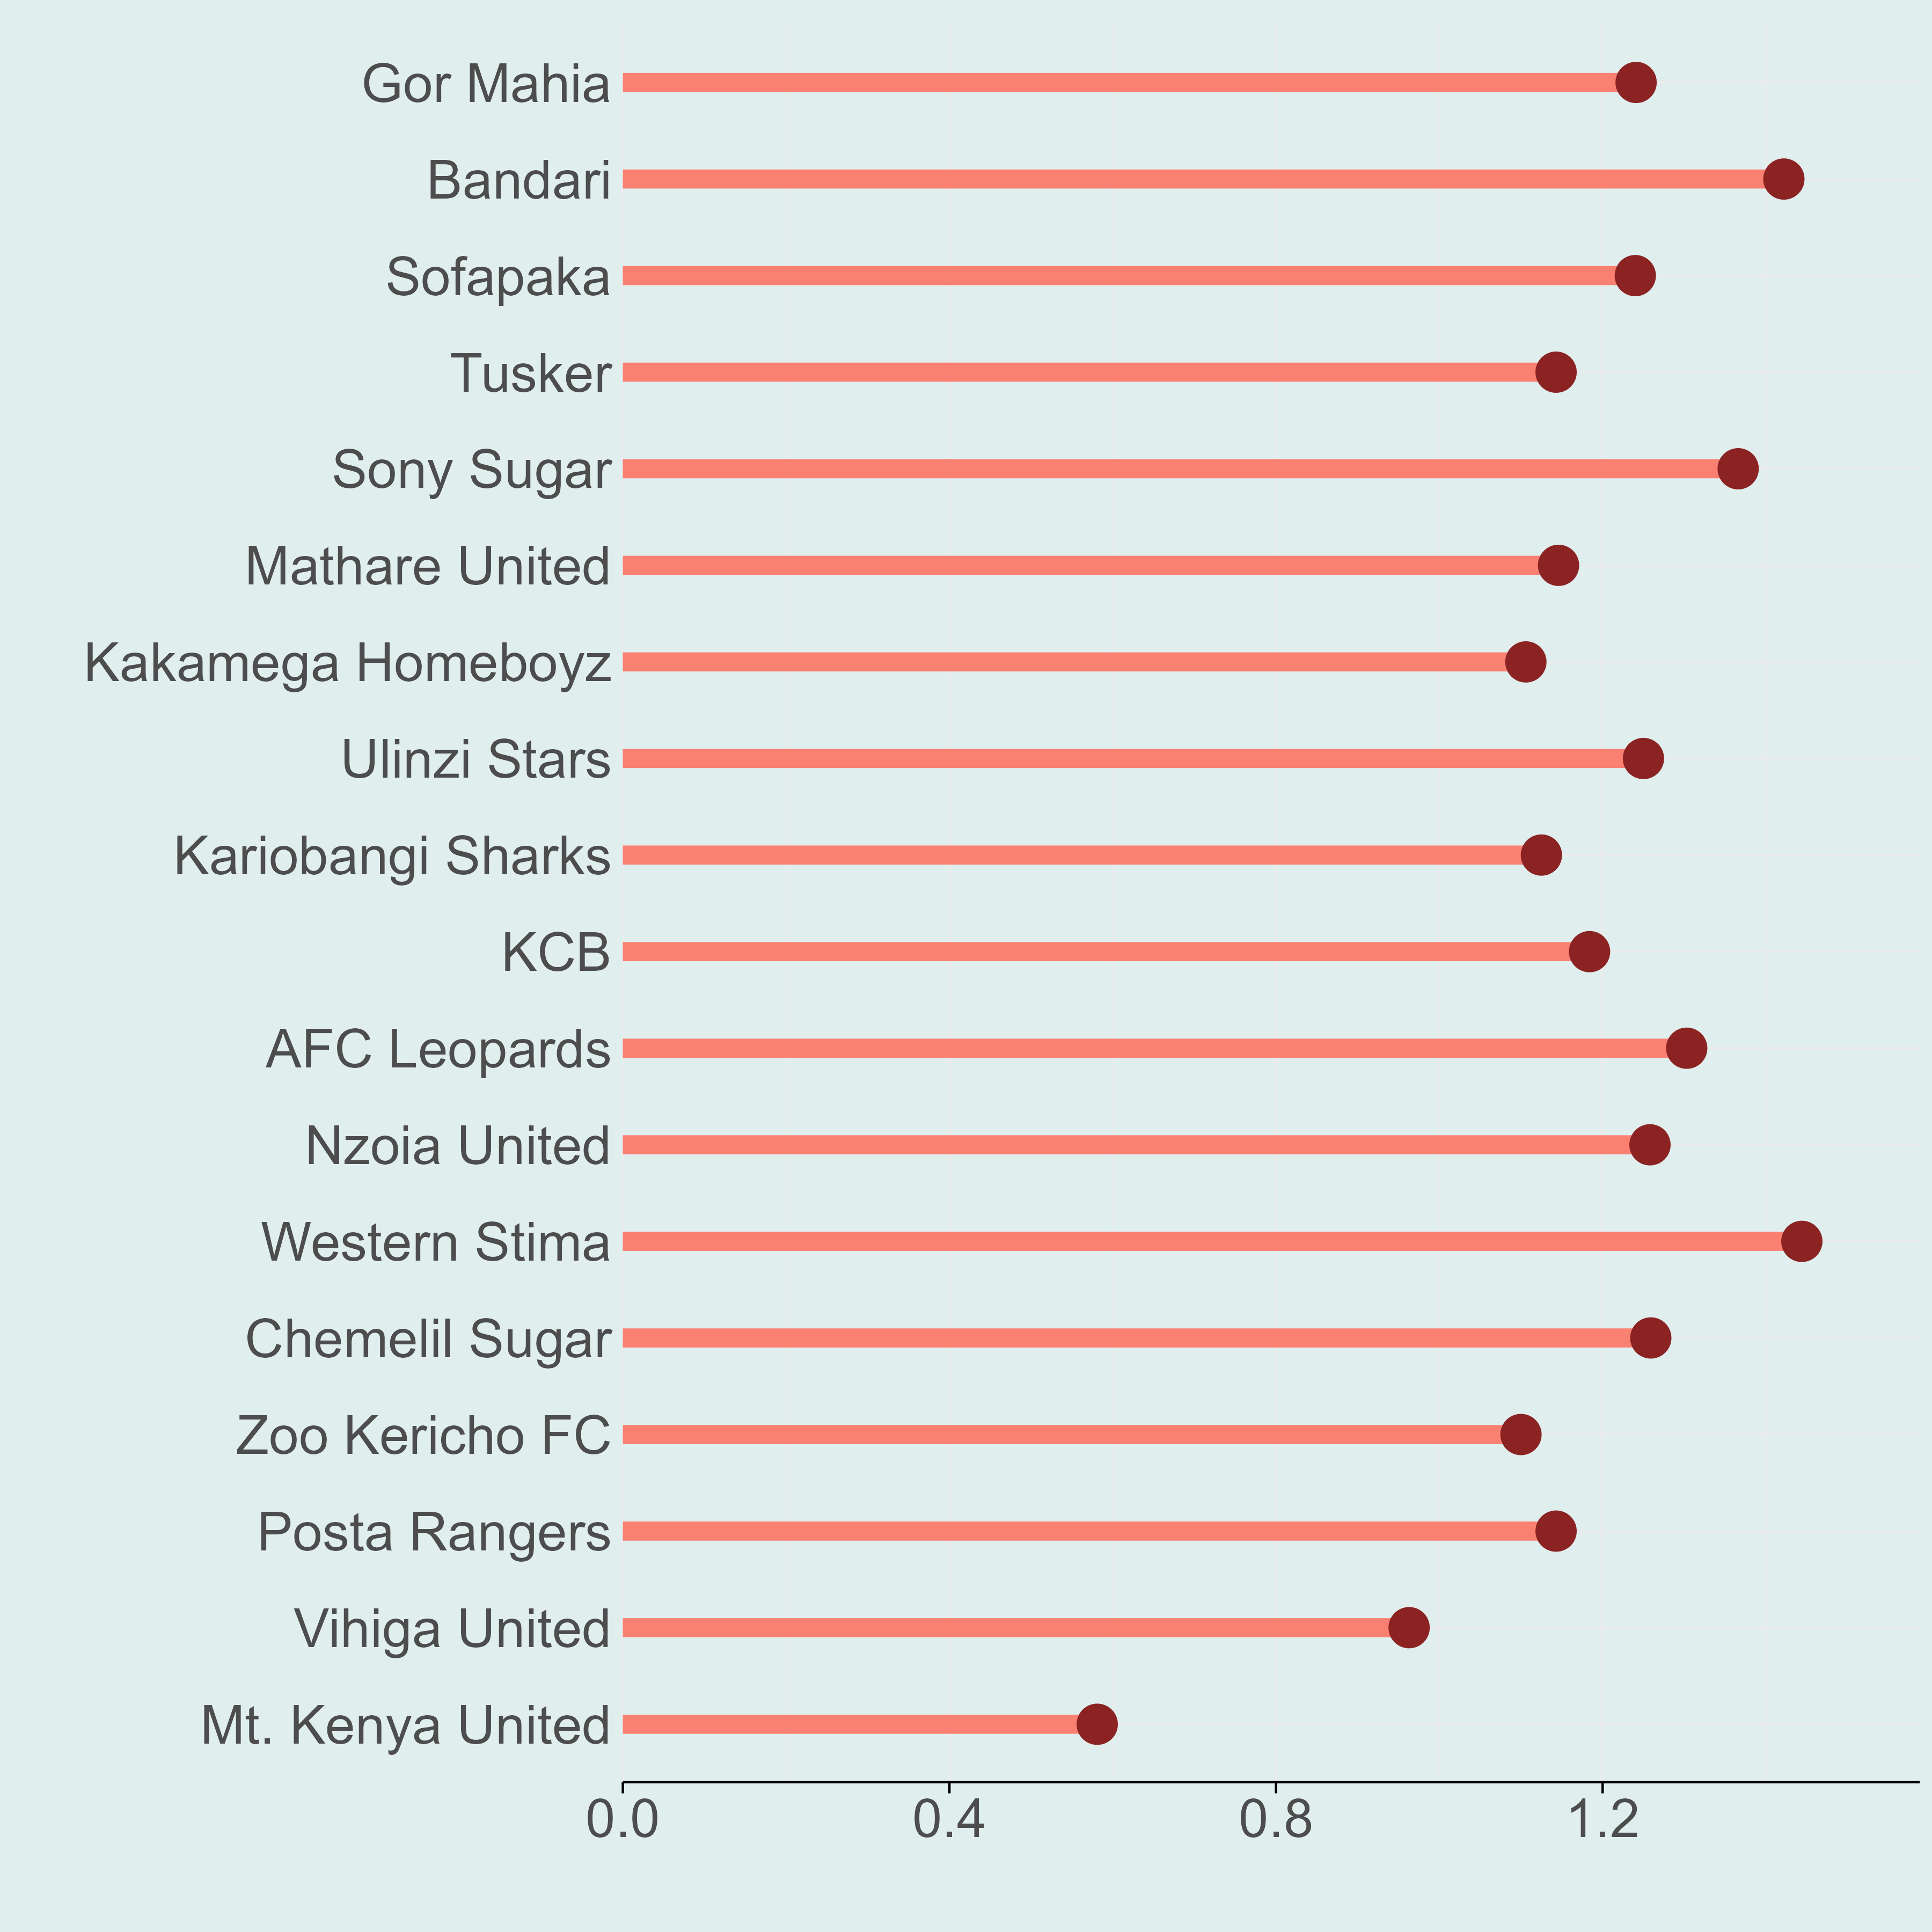 Gor Mahia
Bandari
Sofapaka
Tusker
Sony Sugar
Mathare United
Kakamega Homeboyz
Ulinzi Stars
Kariobangi Sharks
KCB
AFC Leopards
Nzoia United
Western Stima
Chemelil Sugar
Zoo Kericho FC
Posta Rangers
Vihiga United
Mt. Kenya United
0.0 0.4 0.8 1.2